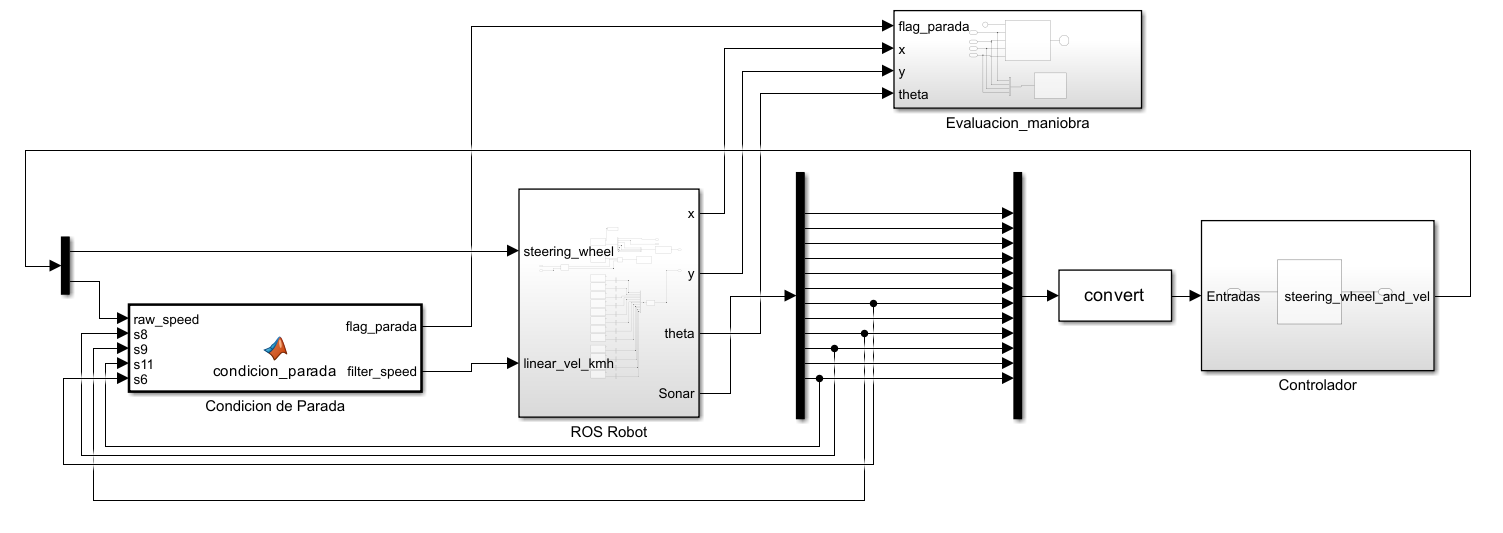 flag_parada
x
y
theta
Evaluacion_maniobra
x
steering_wheel
y
theta
linear_vel_kmh
Sonar
ROS Robot
raw_speed
s8
s9
s11
s6
flag_parada
condicion_parada
filter_speed
Condicion de Parada
convert
Entradas
steering_wheel_and_vel
Controlador